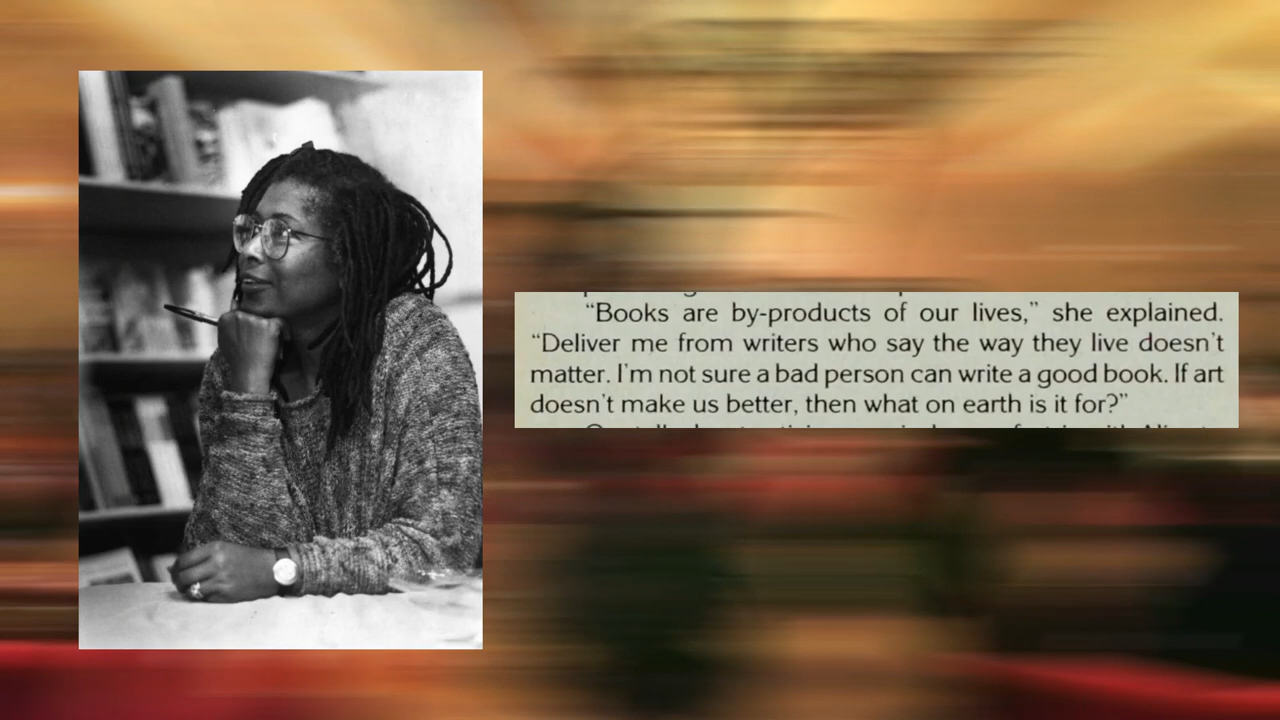 “Books are by-products of our lives,” she explained.
“Deliver me from writers who say the way they live doesn’t
matter. I’m not sure a bad person can write a good book. If art
doesn’t make us better, then what on earth is it for?”